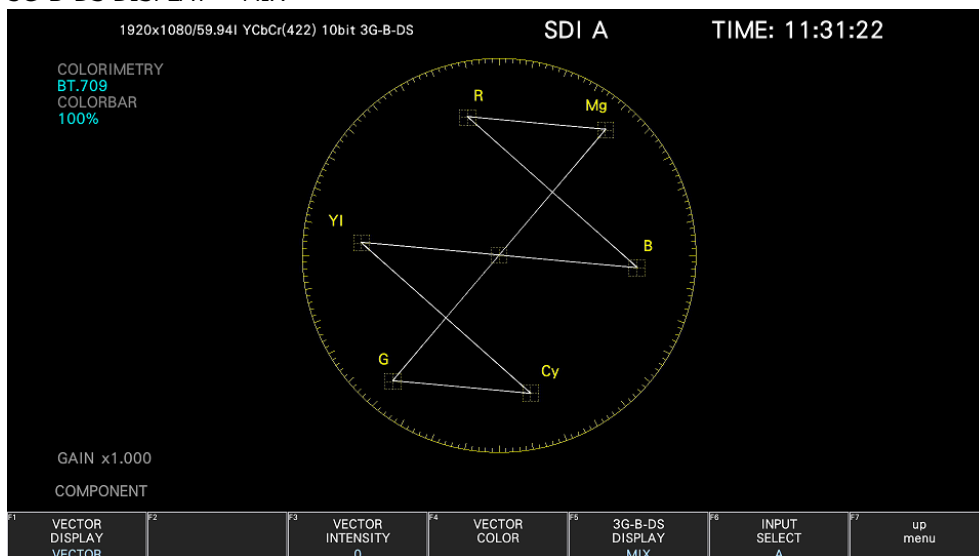 1920x1080/59.94I YCbCr(422) 10bit 3G-B-DS
SDI A
TIME: 11:31:22
COLORIMETRY
BT.709
COLORBAR
100%
R
Mg
YI
B
G
Cy
GAIN x1.000
COMPONENT
F1 VECTOR DISPLAY VECTOR
F2
F3 VECTOR INTENSITY 0
F4 VECTOR COLOR
F5 3G-B-DS DISPLAY MIX
F6 INPUT SELECT A
F7 up menu